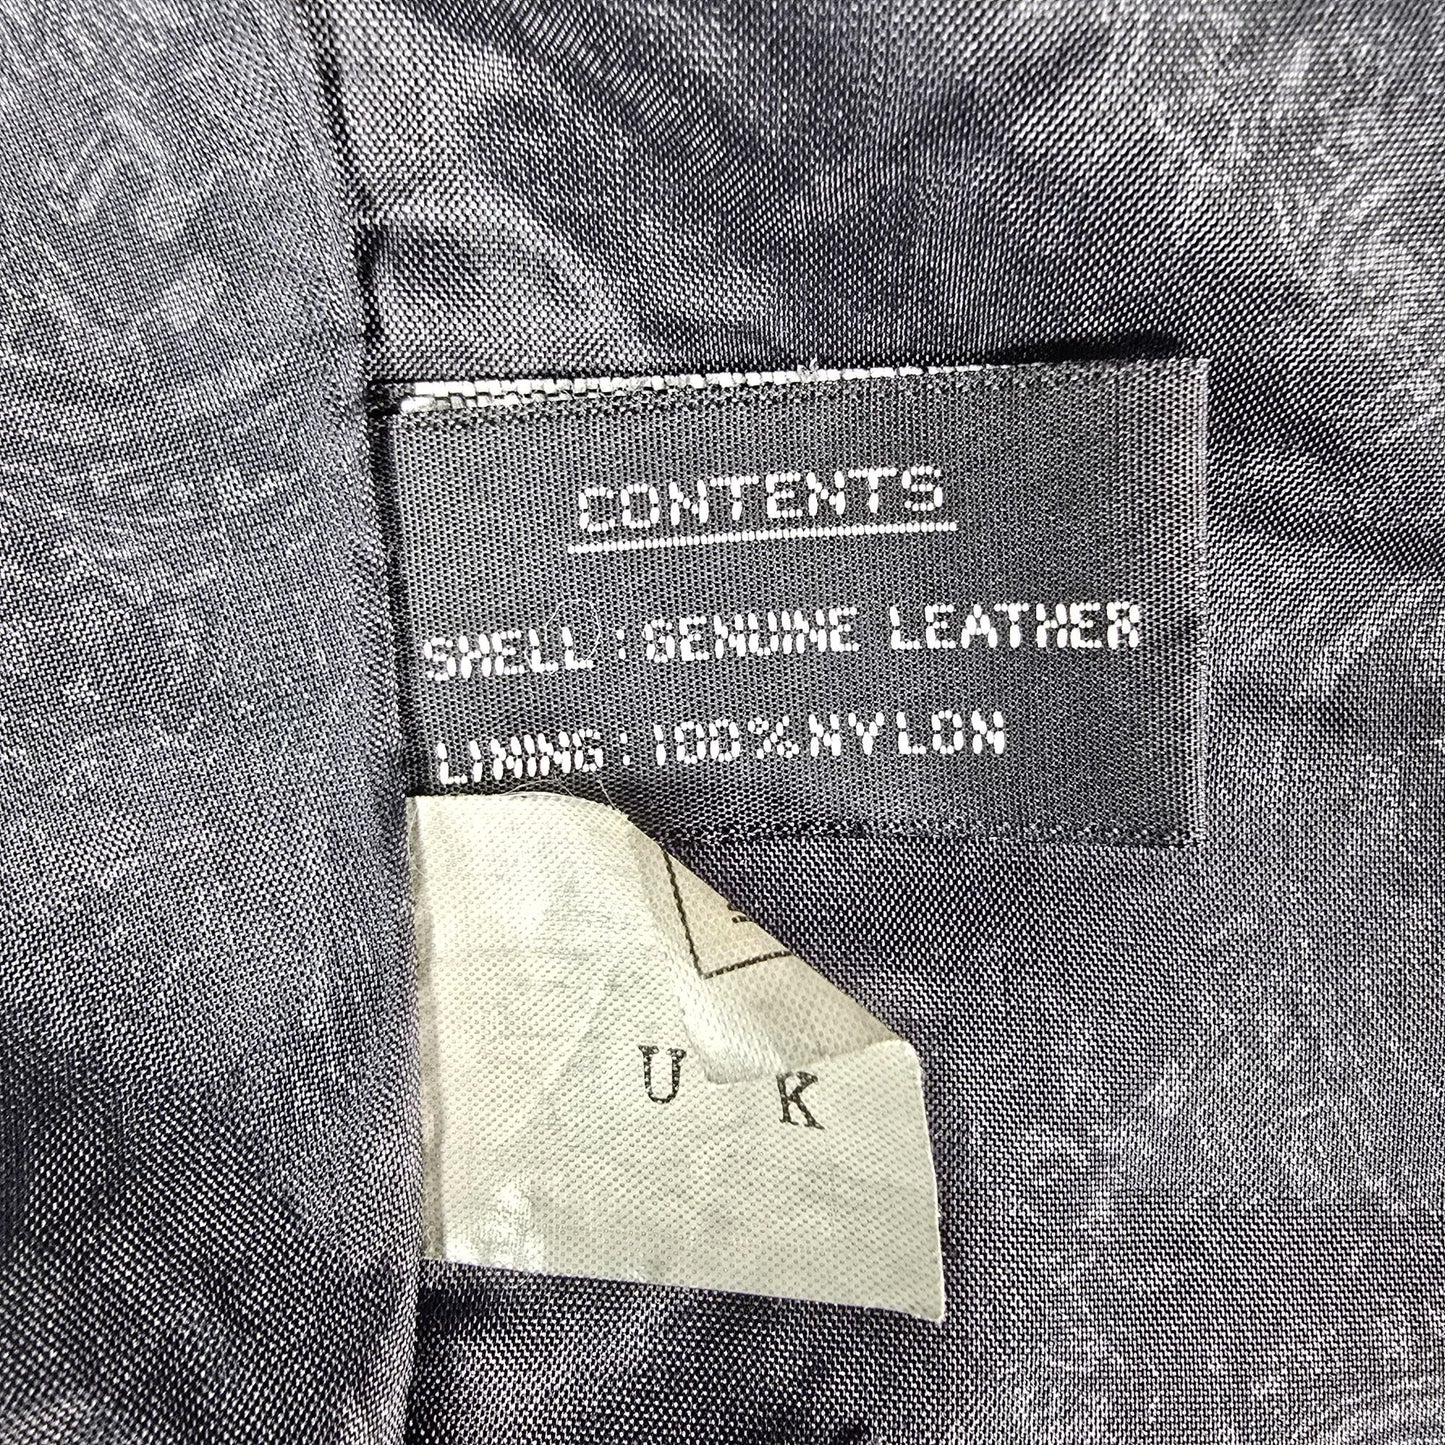 CONTENTS
SHELL : GENUINE LEATHER
LINING : 100% NYLON
U K